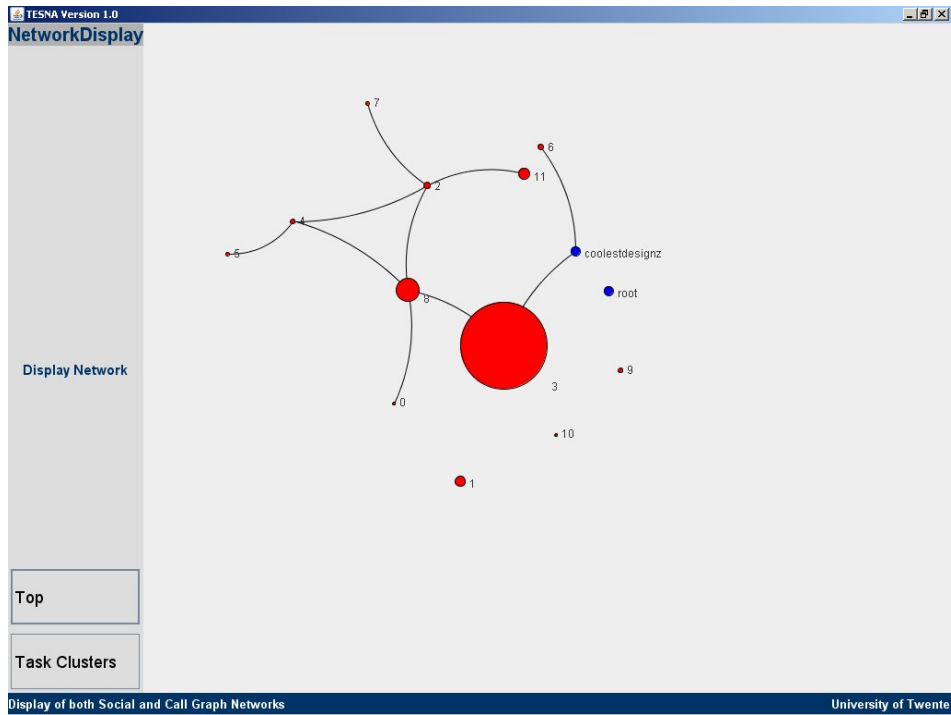 TESNA Version 1.0
NetworkDisplay
7
6
11
2
4
5
coolestdesignz
root
8
Display Network
9
3
0
10
1
Top
Task Clusters
Display of both Social and Call Graph Networks
University of Twente